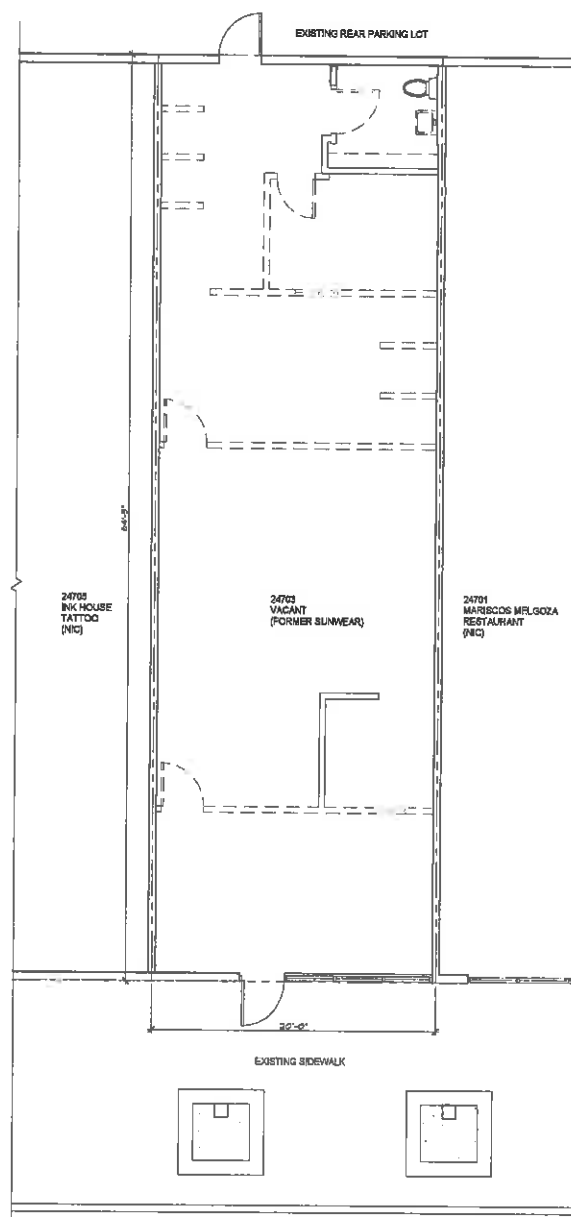 EXISTING REAR PARKING LOT
24705
INK HOUSE
TATTOO
(NIC)
24703
VACANT
(FORMER SUNWEAR)
24701
MARISCOS MELGOZA
RESTAURANT
(NIC)
20'-0"
EXISTING SIDEWALK